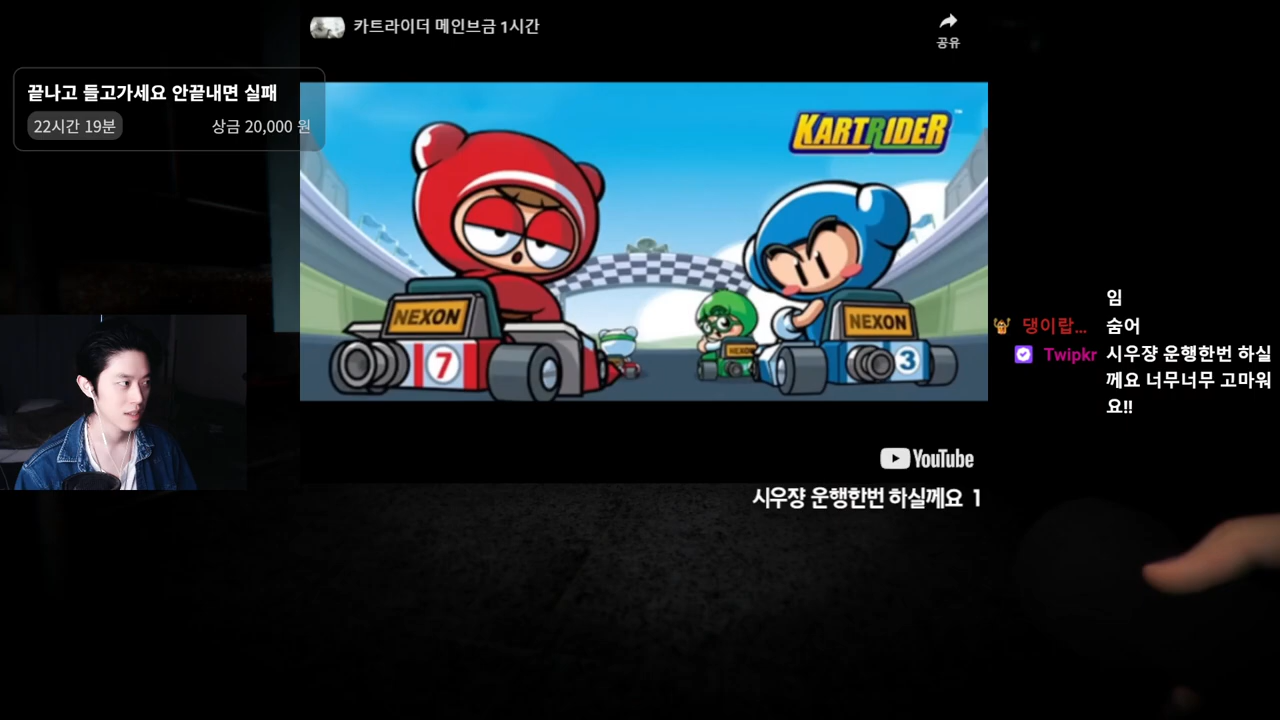 카트라이더 메인브금 1시간
공유
끝나고 들고가세요 안끝내면 실패
22시간 19분 상금 20,000 원
KARTRIDER™
NEXON
7
NEXON
NEXON
3
임
댕이랍... 숨어
Twipkr 시우쟝 운행한번 하실
께요 너무너무 고마워
요!!
YouTube
시우쟝 운행한번 하실께요 1